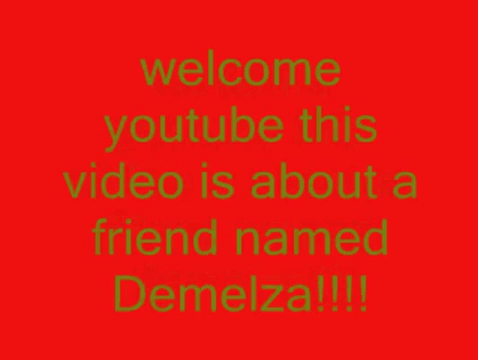 welcome
youtube this
video is about a
friend named
Demelza!!!!